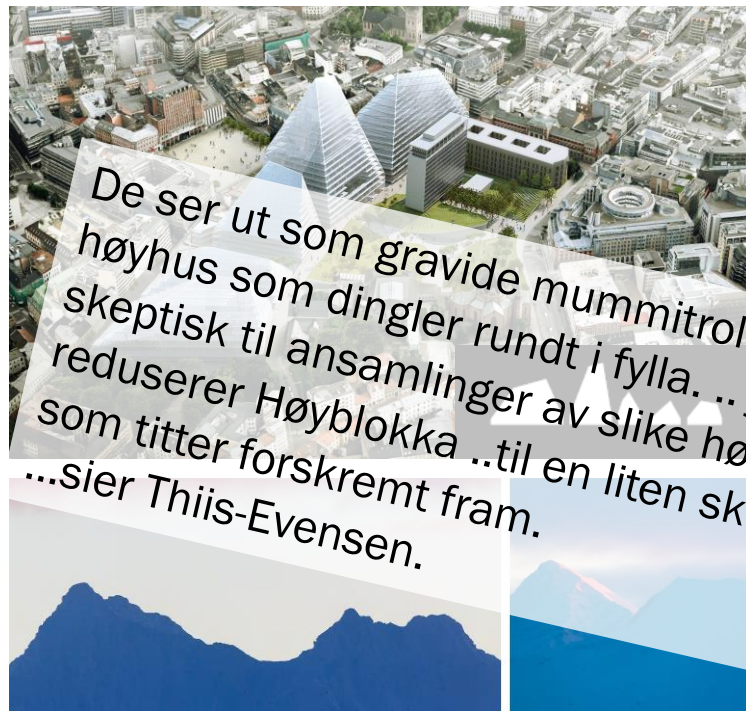 De ser ut som gravide mummitrol
høyhus som dingler rundt i fylla. ..
skeptisk til ansamlinger av slike hø
reduserer Høyblokka ..til en liten sk
som titter forskremt fram.
...sier Thiis-Evensen.